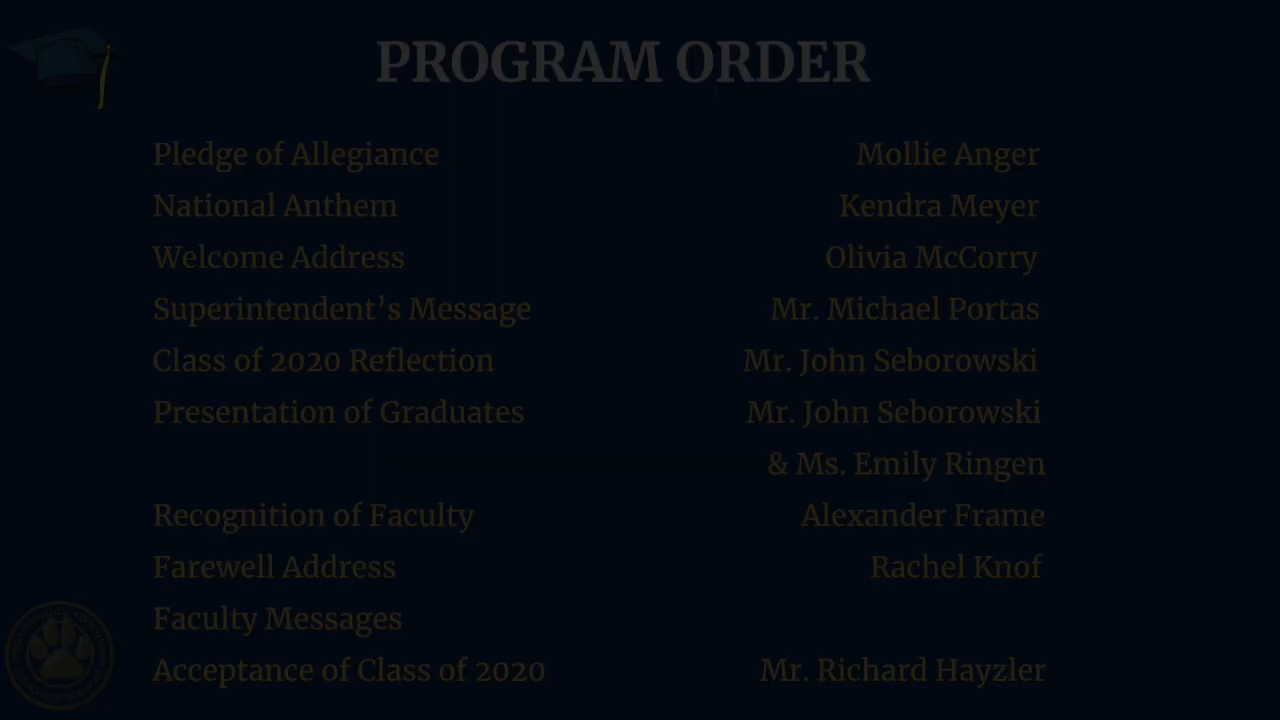 PROGRAM ORDER
Pledge of Allegiance Mollie Anger
National Anthem Kendra Meyer
Welcome Address Olivia McCorry
Superintendent’s Message Mr. Michael Portas
Class of 2020 Reflection Mr. John Seborowski
Presentation of Graduates Mr. John Seborowski
& Ms. Emily Ringen
Recognition of Faculty Alexander Frame
Farewell Address Rachel Knof
Faculty Messages
Acceptance of Class of 2020 Mr. Richard Hayzler